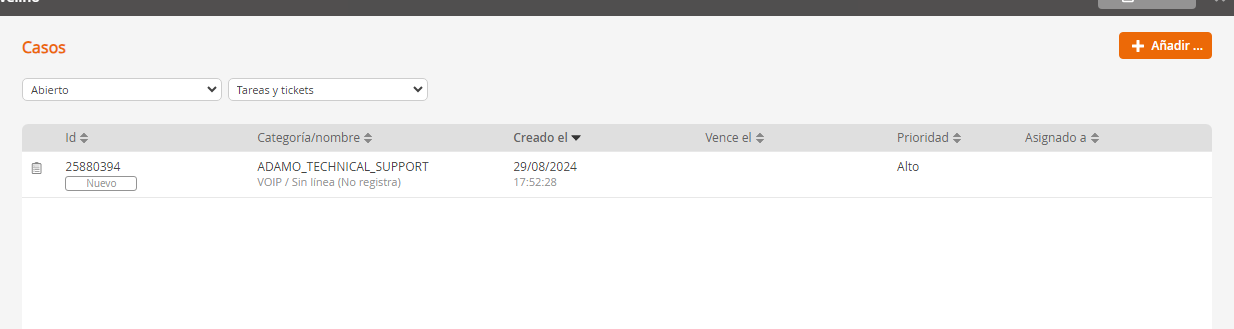 Casos
Añadir ...
Abierto
Tareas y tickets
Id
Categoría/nombre
Creado el
Vence el
Prioridad
Asignado a
25880394
ADAMO_TECHNICAL_SUPPORT
29/08/2024
Alto
Nuevo
VOIP / Sin línea (No registra)
17:52:28